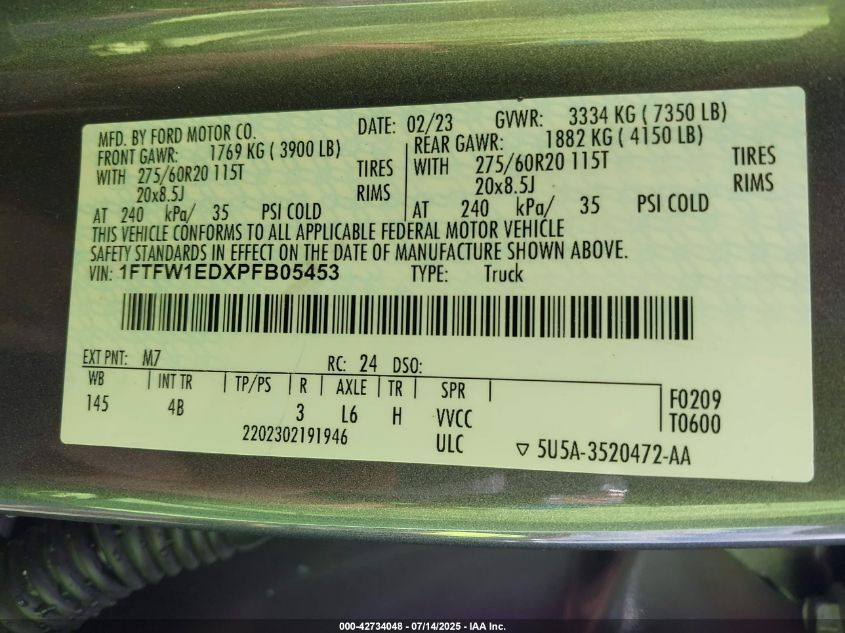 MFD. BY FORD MOTOR CO. DATE: 02/23 GVWR: 3334 KG ( 7350 LB)
FRONT GAWR: 1769 KG ( 3900 LB) REAR GAWR: 1882 KG ( 4150 LB)
WITH 275/60R20 115T TIRES WITH 275/60R20 115T TIRES
20x8.5J RIMS 20x8.5J RIMS
AT 240 kPa/ 35 PSI COLD AT 240 kPa/ 35 PSI COLD
THIS VEHICLE CONFORMS TO ALL APPLICABLE FEDERAL MOTOR VEHICLE
SAFETY STANDARDS IN EFFECT ON THE DATE OF MANUFACTURE SHOWN ABOVE.
VIN: 1FTFW1EDXPFB05453 TYPE: Truck
EXT PNT: M7 RC: 24 DSO:
WB INT TR TP/PS R AXLE TR SPR F0209
145 4B 3 L6 H VVCC T0600
2202302191946 ULC ▽ 5U5A-3520472-AA
000-42734048 - 07/14/2025 - IAA Inc.